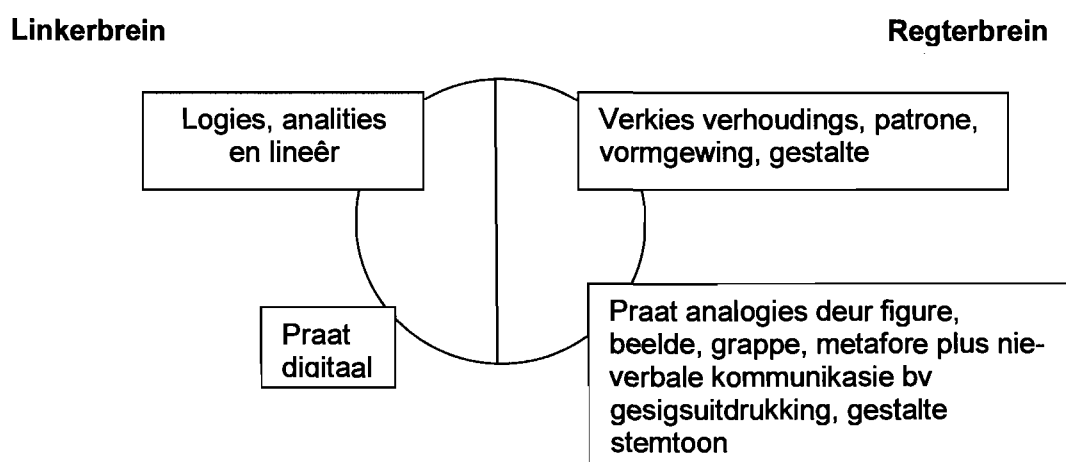 Linkerbrein
Regterbrein
Logies, analities
en lineêr
Verkies verhoudings, patrone,
vormgewing, gestalte
Praat
digitaal
Praat analogies deur figure,
beelde, grappe, metafore plus nie-
verbale kommunikasie bv
gesigsuitdrukking, gestalte
stemtoon